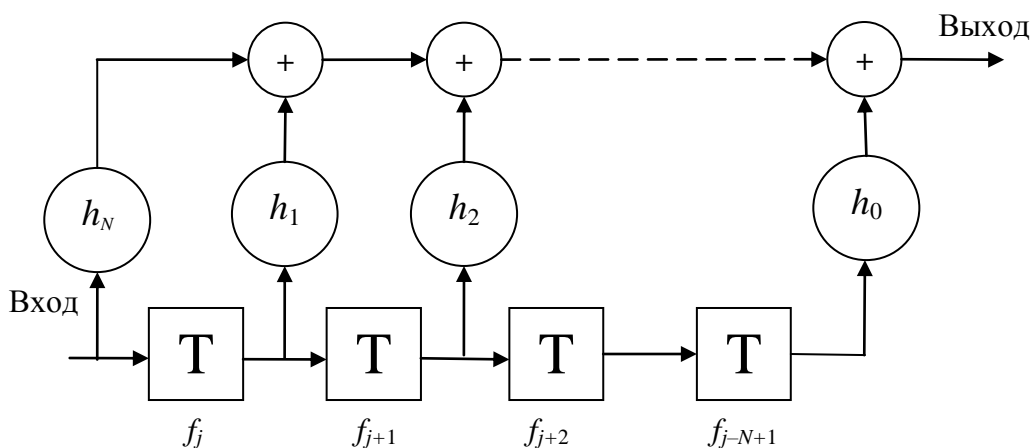 Выход
+ + +
h_N h_1 h_2 h_0
Вход
T T T T
f_j f_{j+1} f_{j+2} f_{j–N+1}